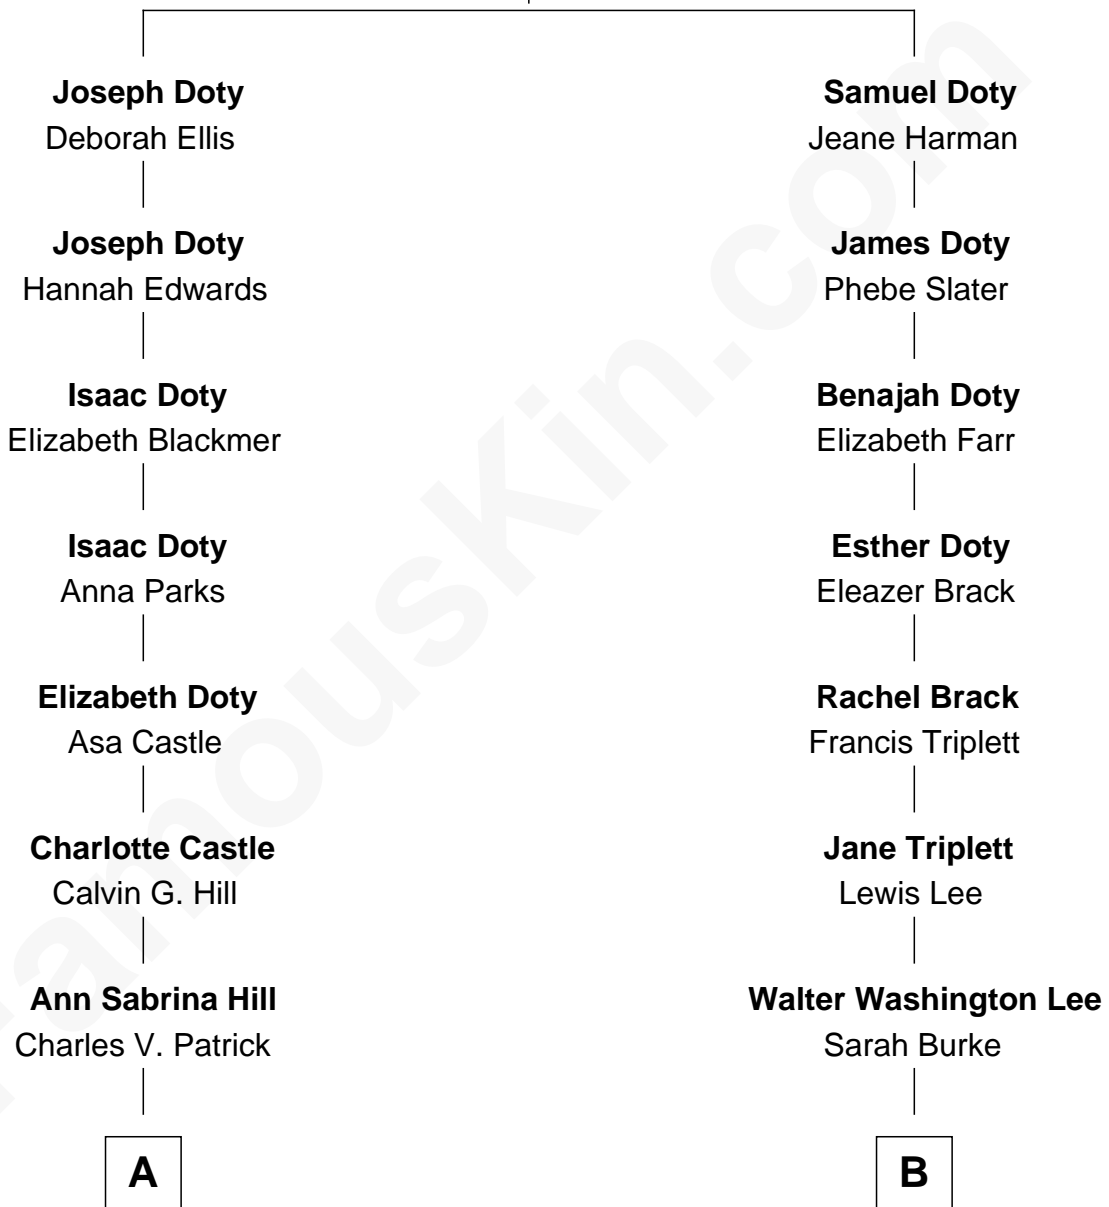 Joseph Doty
Deborah Ellis
Joseph Doty
Hannah Edwards
Isaac Doty
Elizabeth Blackmer
Isaac Doty
Anna Parks
Elizabeth Doty
Asa Castle
Charlotte Castle
Calvin G. Hill
Ann Sabrina Hill
Charles V. Patrick
A
Samuel Doty
Jeane Harman
James Doty
Phebe Slater
Benajah Doty
Elizabeth Farr
Esther Doty
Eleazer Brack
Rachel Brack
Francis Triplett
Jane Triplett
Lewis Lee
Walter Washington Lee
Sarah Burke
B
FamousKin.com